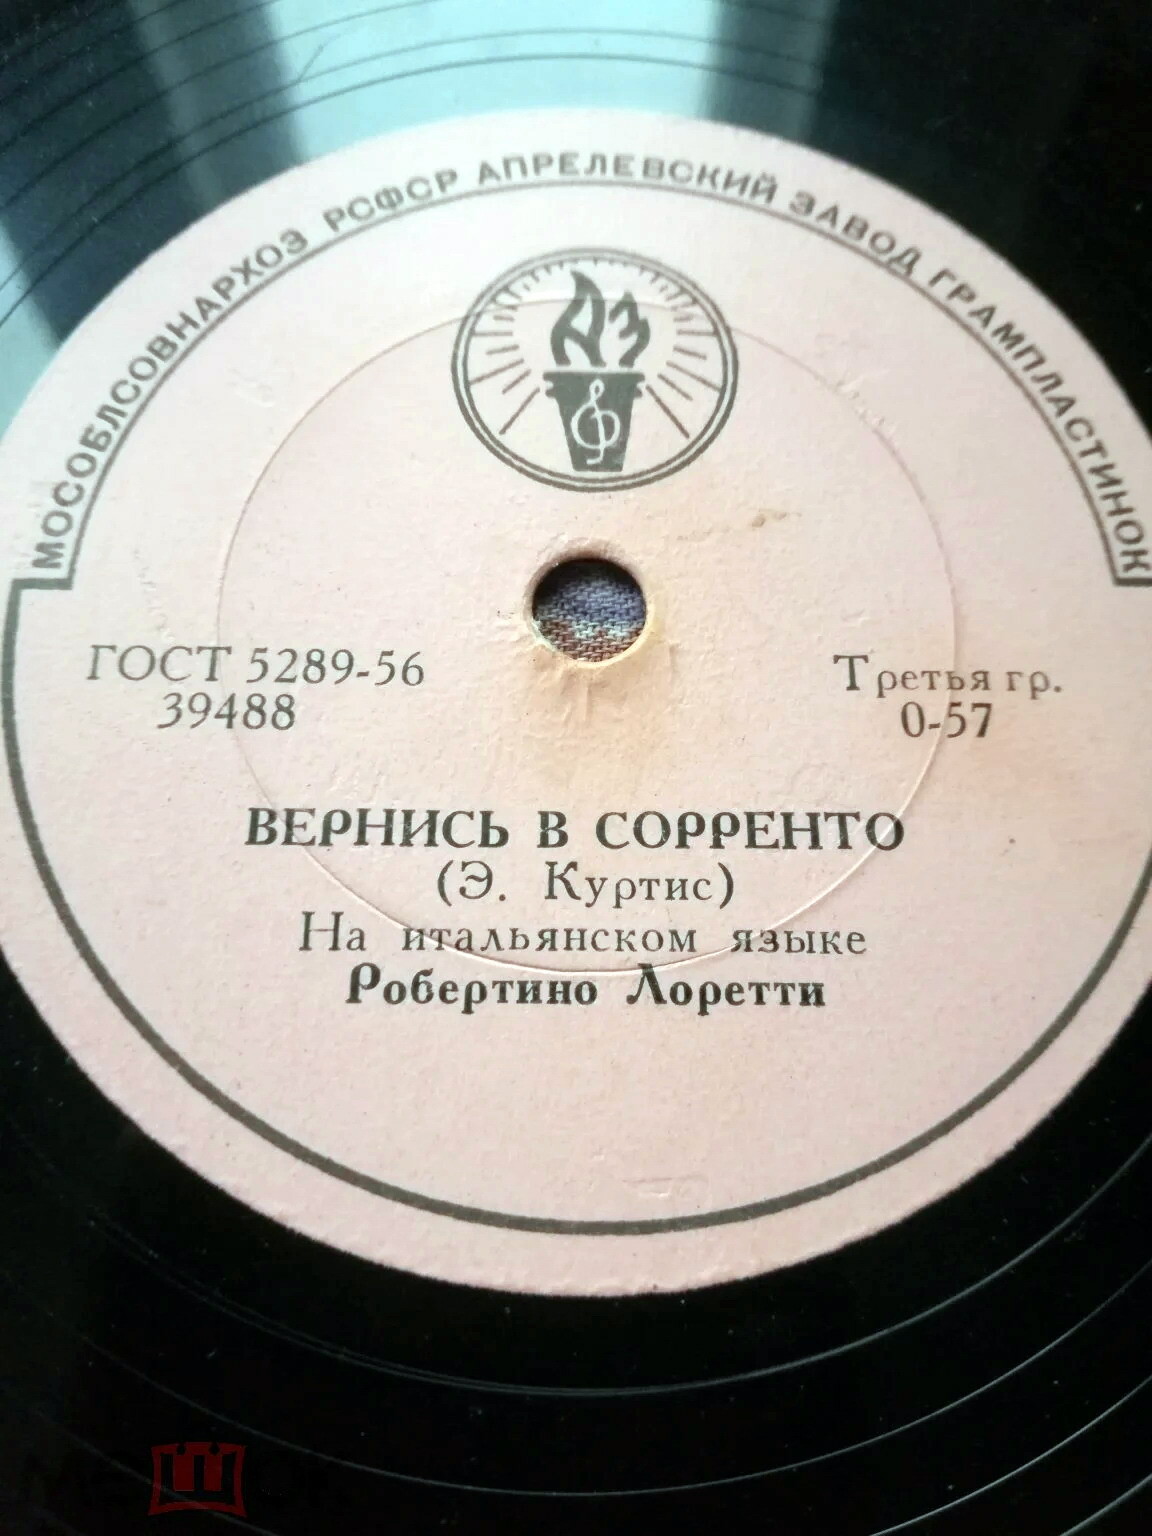 МОСОБЛСОВНАРХОЗ РСФСР АПРЕЛЕВСКИЙ ЗАВОД ГРАМПЛАСТИНОК
АЗ
ГОСТ 5289-56
39488
Третья гр.
0-57
ВЕРНИСЬ В СОРРЕНТО
(Э. Куртис)
На итальянском языке
Робертино Лоретти